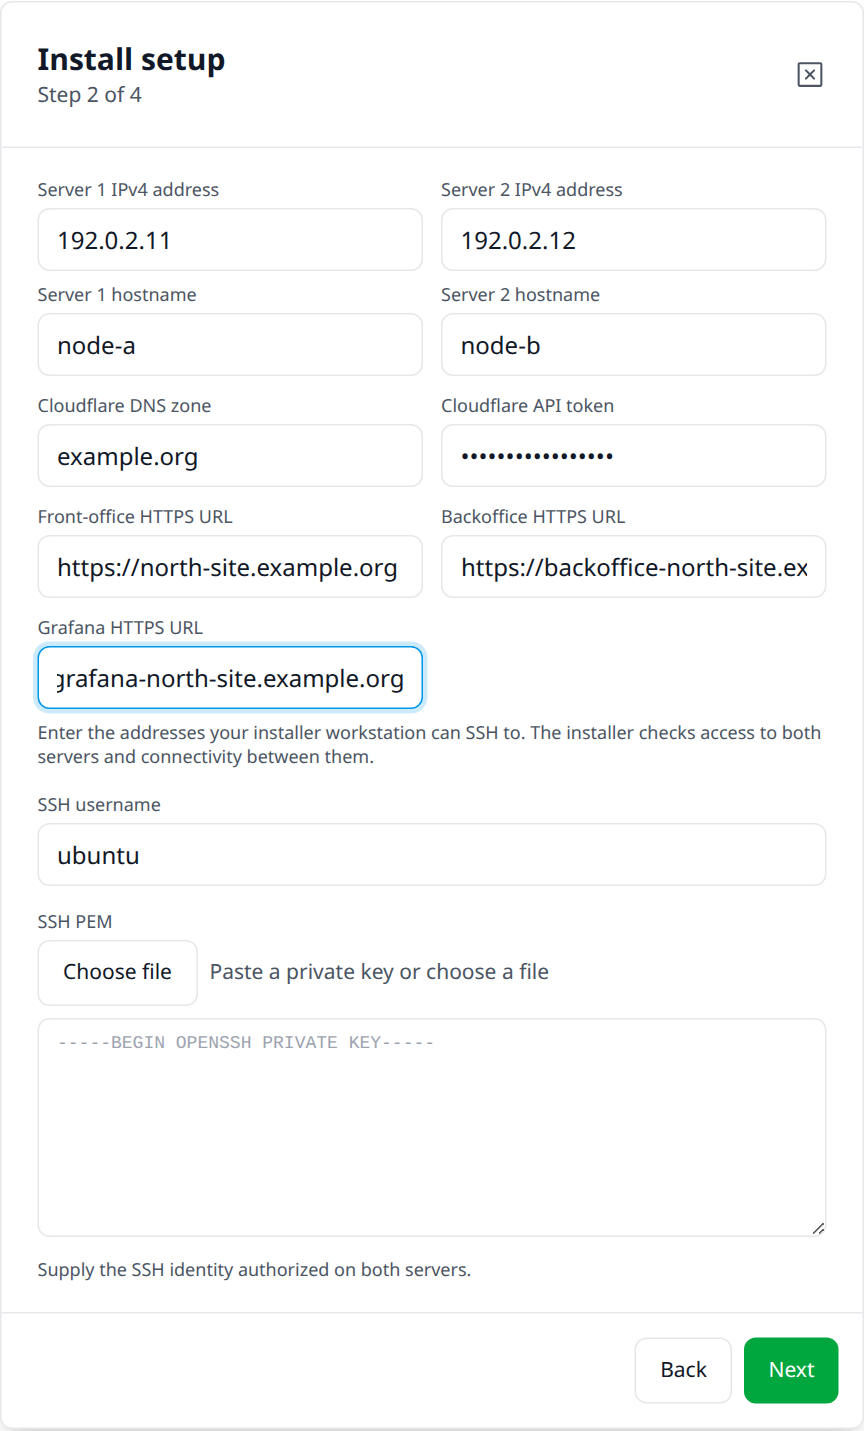 Install setup
Step 2 of 4
Server 1 IPv4 address
Server 2 IPv4 address
192.0.2.11
192.0.2.12
Server 1 hostname
Server 2 hostname
node-a
node-b
Cloudflare DNS zone
Cloudflare API token
example.org
•••••••••••••••••
Front-office HTTPS URL
Backoffice HTTPS URL
https://north-site.example.org
https://backoffice-north-site.ex
Grafana HTTPS URL
grafana-north-site.example.org
Enter the addresses your installer workstation can SSH to. The installer checks access to both
servers and connectivity between them.
SSH username
ubuntu
SSH PEM
Choose file
Paste a private key or choose a file
-----BEGIN OPENSSH PRIVATE KEY-----
Supply the SSH identity authorized on both servers.
Back
Next